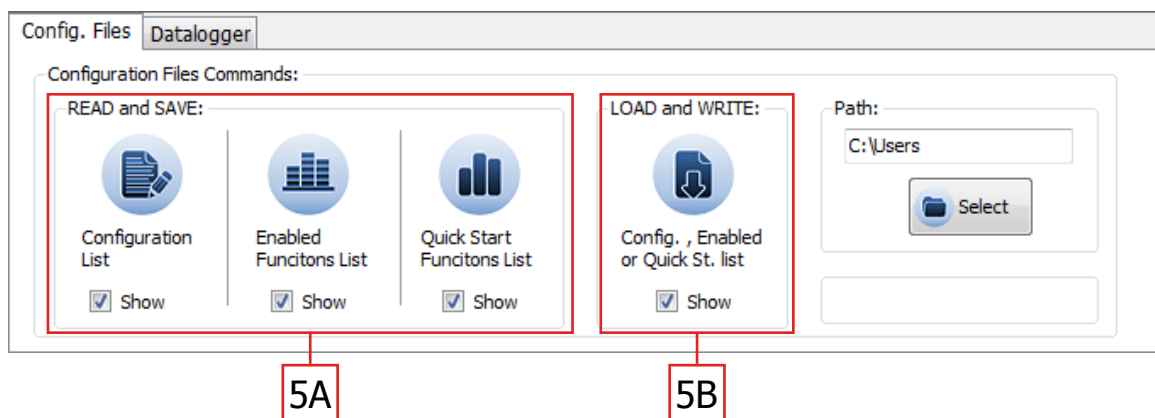 Config. Files
Datalogger
Configuration Files Commands:
READ and SAVE:
Configuration
List
Show
Enabled
Funcitons List
Show
Quick Start
Funcitons List
Show
LOAD and WRITE:
Config. , Enabled
or Quick St. list
Show
Path:
C:\Users
Select
5A
5B